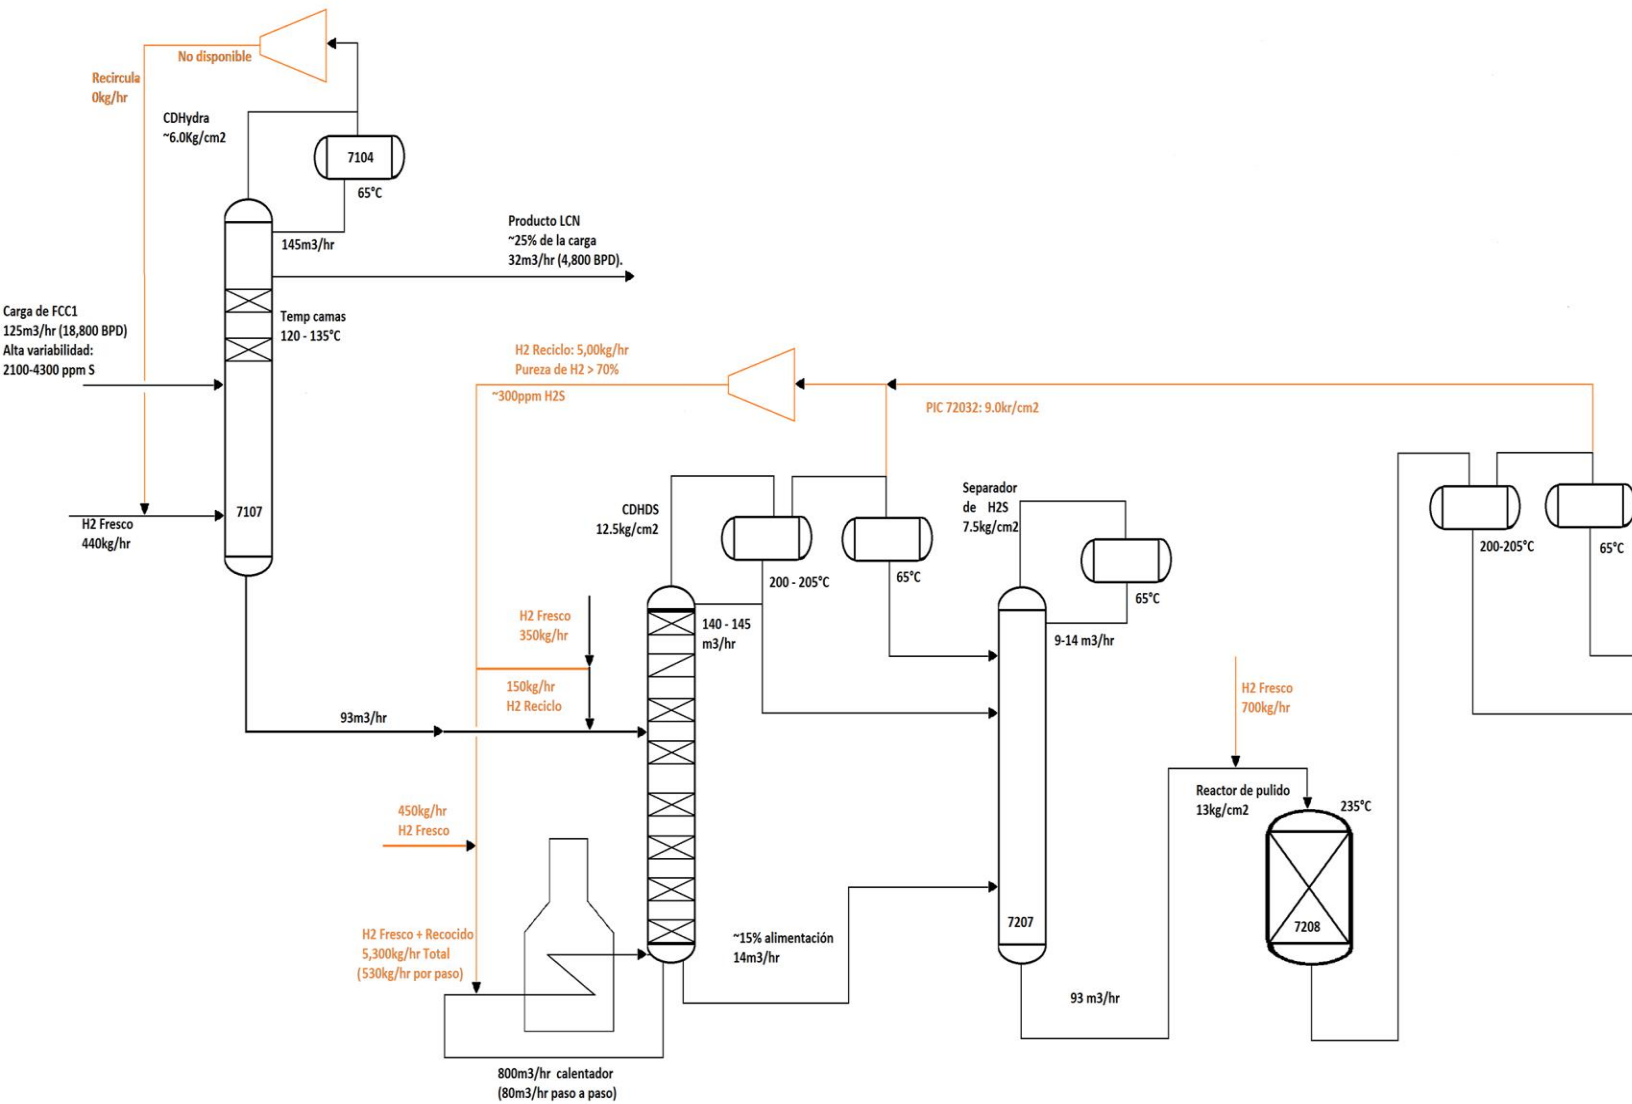 No disponible
Recircula
0kg/hr
CDHydra
~6.0Kg/cm2
7104
65°C
145m3/hr
Producto LCN
~25% de la carga
32m3/hr (4,800 BPD).
Carga de FCC1
125m3/hr (18,800 BPD)
Alta variabilidad:
2100-4300 ppm S
Temp camas
120 - 135°C
7107
H2 Fresco
440kg/hr
H2 Reciclo: 5,00kg/hr
Pureza de H2 > 70%
~300ppm H2S
PIC 72032: 9.0kr/cm2
CDHDS
12.5kg/cm2
200 - 205°C
65°C
140 - 145
m3/hr
Separador
de H2S
7.5kg/cm2
65°C
9-14 m3/hr
200-205°C
65°C
H2 Fresco
350kg/hr
150kg/hr
H2 Reciclo
93m3/hr
450kg/hr
H2 Fresco
H2 Fresco + Recocido
5,300kg/hr Total
(530kg/hr por paso)
800m3/hr calentador
(80m3/hr paso a paso)
~15% alimentación
14m3/hr
7207
93 m3/hr
H2 Fresco
700kg/hr
Reactor de pulido
13kg/cm2
235°C
7208